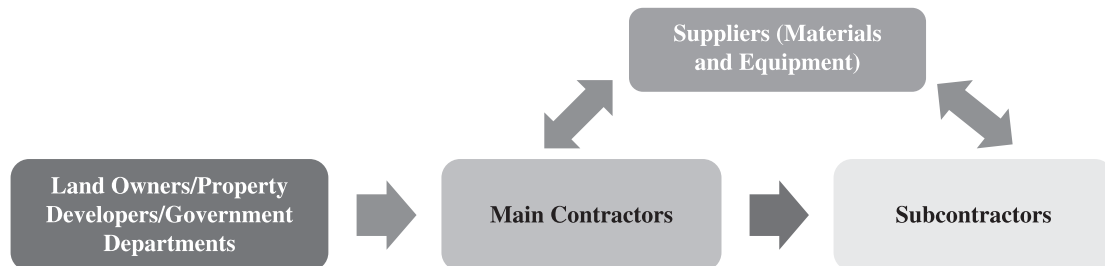 Suppliers (Materials
and Equipment)
Land Owners/Property
Developers/Government
Departments
Main Contractors
Subcontractors